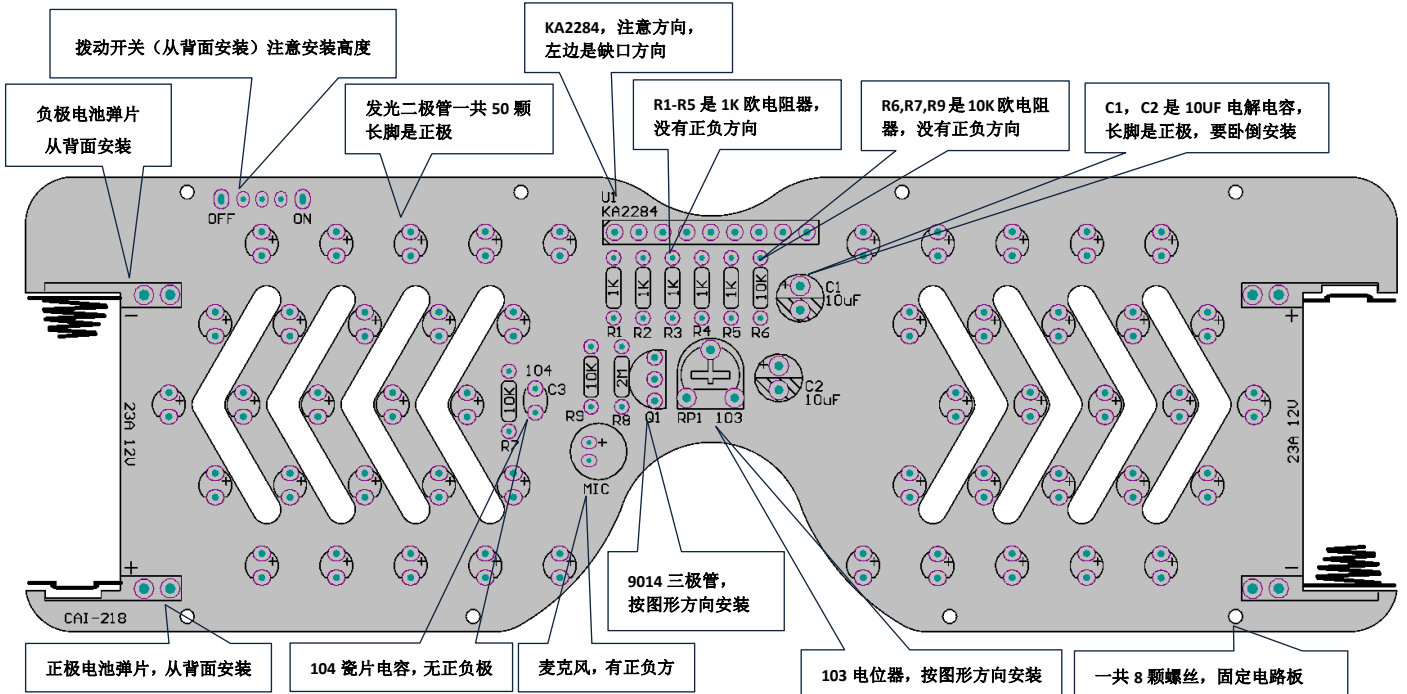 拨动开关（从背面安装）注意安装高度
KA2284，注意方向，
左边是缺口方向
负极电池弹片
从背面安装
发光二极管一共 50 颗
长脚是正极
R1-R5 是 1K 欧电阻器，
没有正负方向
R6,R7,R9 是 10K 欧电阻
器，没有正负方向
C1，C2 是 10UF 电解电容，
长脚是正极，要卧倒安装
OFF
ON
U1
KA2284
1K
1K
1K
1K
1K
10K
C1
10uF
R1
R2
R3
R4
R5
R6
104
C3
10K
R7
10K
2M
R9
R8
Q1
RP1 103
C2
10uF
MIC
23A 12V
23A 12V
CAI-218
9014 三极管，
按图形方向安装
正极电池弹片，从背面安装
104 瓷片电容，无正负极
麦克风，有正负方
103 电位器，按图形方向安装
一共 8 颗螺丝，固定电路板